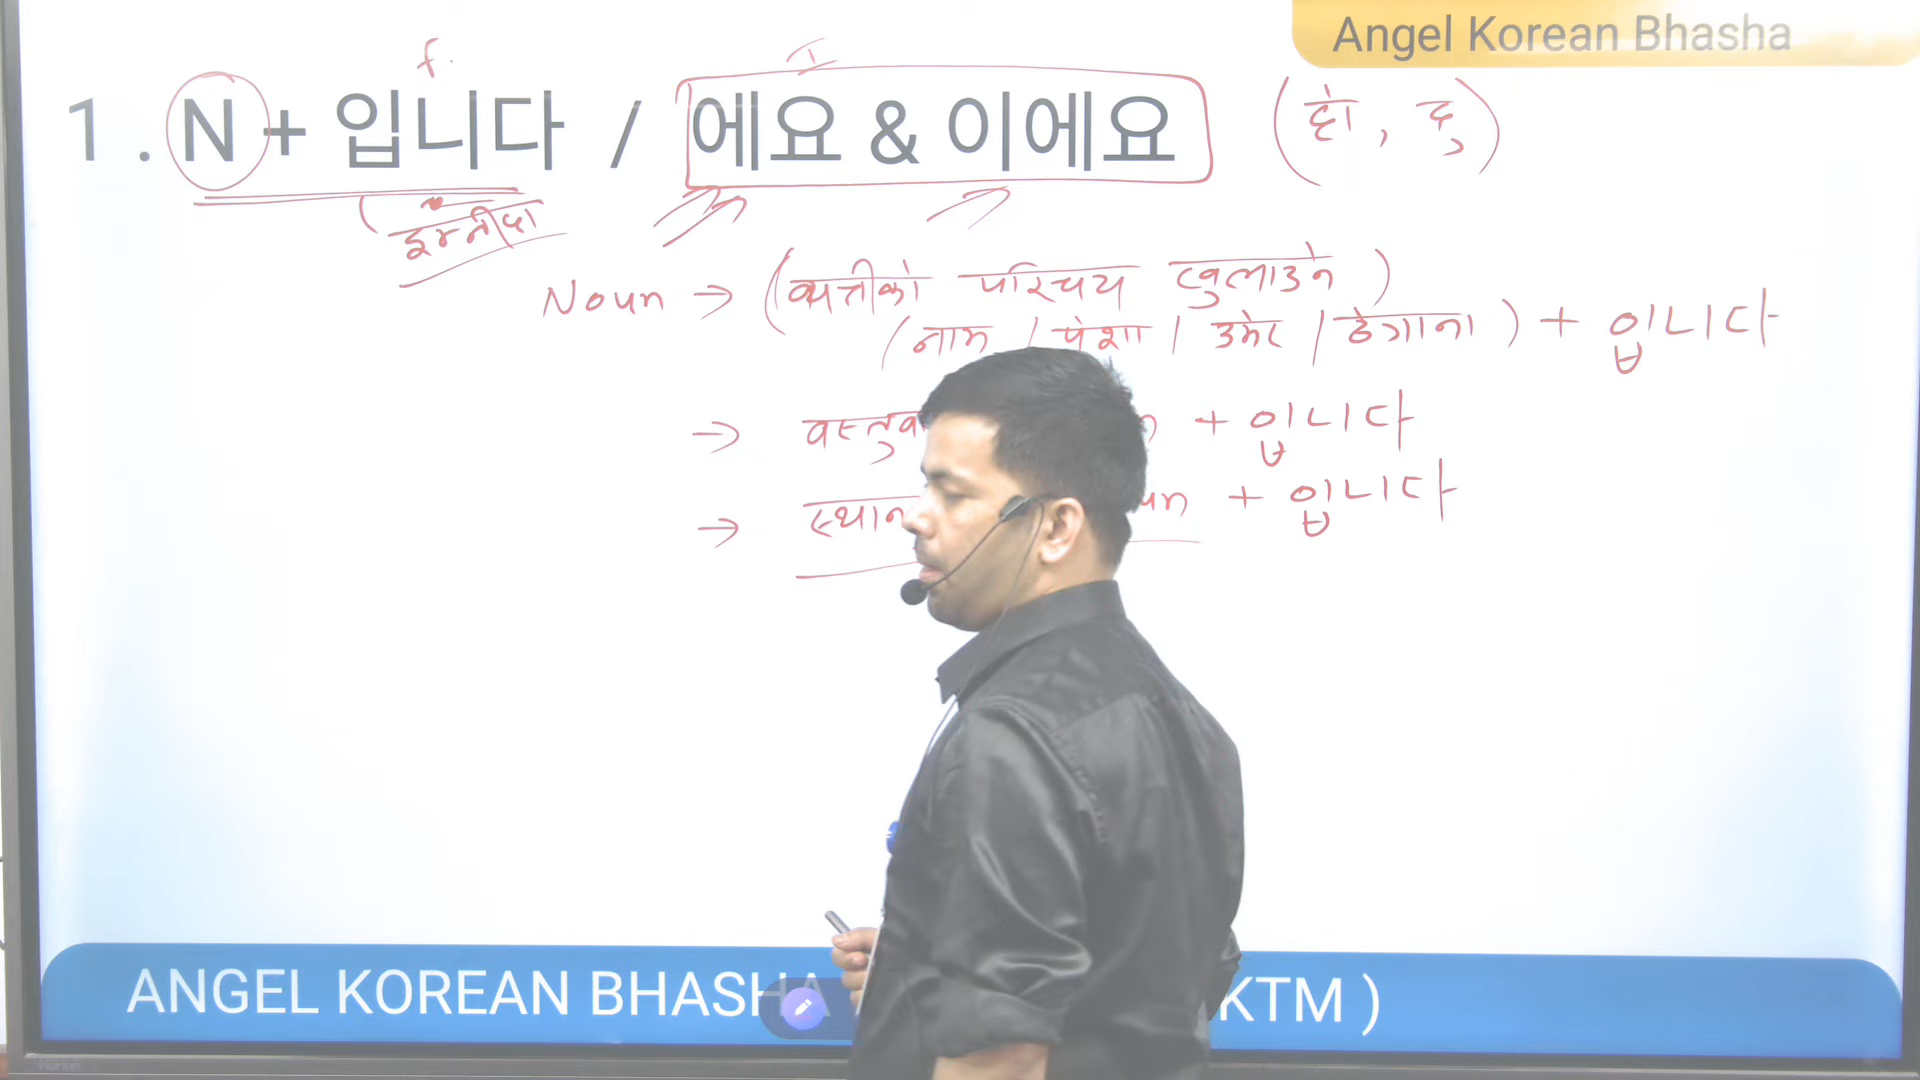 Angel Korean Bhasha
f.
I
1 . N + 입니다 / 에요 & 이에요 (हो, हु)
इम्नीदा
Noun → (व्यक्तीको परिचय खुलाउने)
(नाम / पेशा / उमेर / ठेगाना) + 입니다
→ + 입니다
→ स्थान + 입니다
ANGEL KOREAN BHASHA KTM )